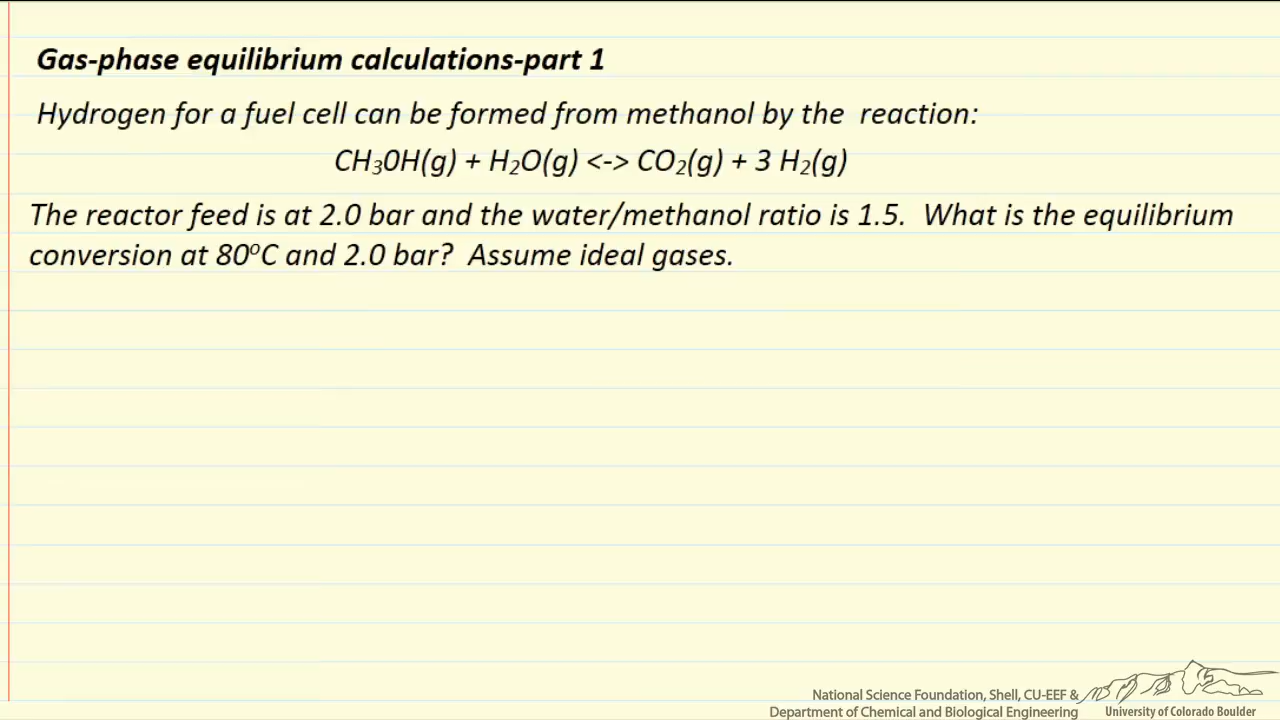 Gas-phase equilibrium calculations-part 1
Hydrogen for a fuel cell can be formed from methanol by the reaction:
CH₃0H(g) + H₂O(g) <-> CO₂(g) + 3 H₂(g)
The reactor feed is at 2.0 bar and the water/methanol ratio is 1.5. What is the equilibrium
conversion at 80⁰C and 2.0 bar? Assume ideal gases.
National Science Foundation, Shell, CU-EEF &
Department of Chemical and Biological Engineering
University of Colorado Boulder